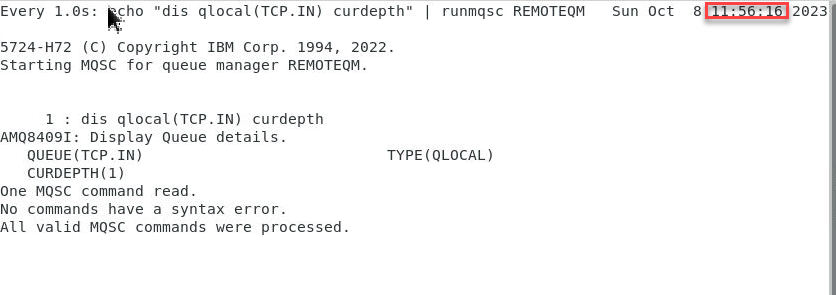 Every 1.0s: echo "dis qlocal(TCP.IN) curdepth" | runmqsc REMOTEQM Sun Oct 8 11:56:16 2023
5724-H72 (C) Copyright IBM Corp. 1994, 2022.
Starting MQSC for queue manager REMOTEQM.
1 : dis qlocal(TCP.IN) curdepth
AMQ8409I: Display Queue details.
QUEUE(TCP.IN) TYPE(QLOCAL)
CURDEPTH(1)
One MQSC command read.
No commands have a syntax error.
All valid MQSC commands were processed.